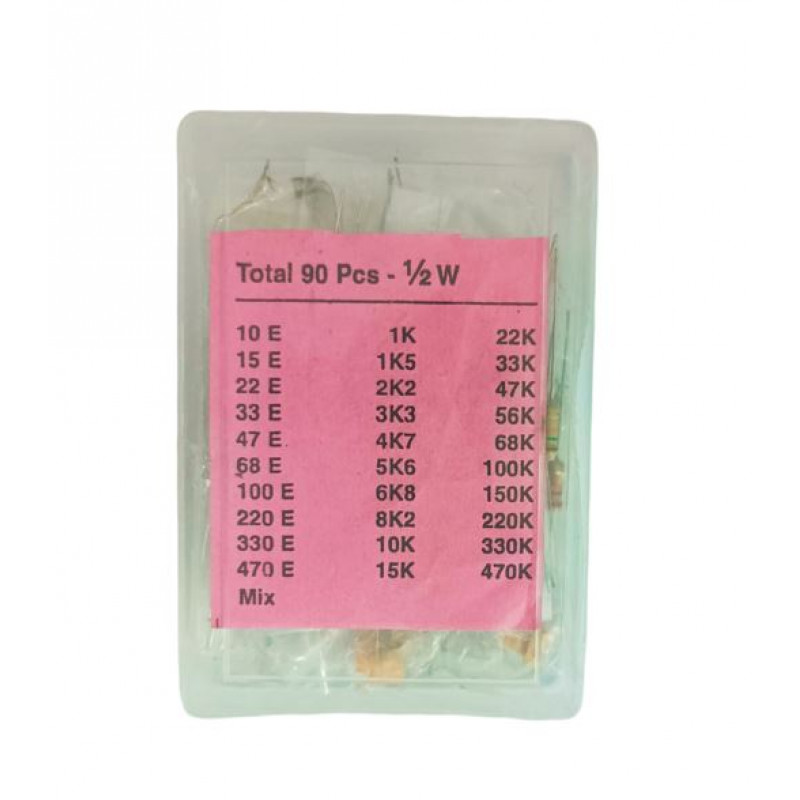 Total 90 Pcs - ½ W
10 E 1K 22K
15 E 1K5 33K
22 E 2K2 47K
33 E 3K3 56K
47 E 4K7 68K
68 E 5K6 100K
100 E 6K8 150K
220 E 8K2 220K
330 E 10K 330K
470 E 15K 470K
Mix